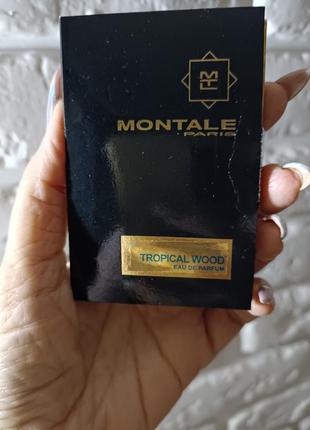 MONTALE
PARIS
TROPICAL WOOD
EAU DE PARFUM